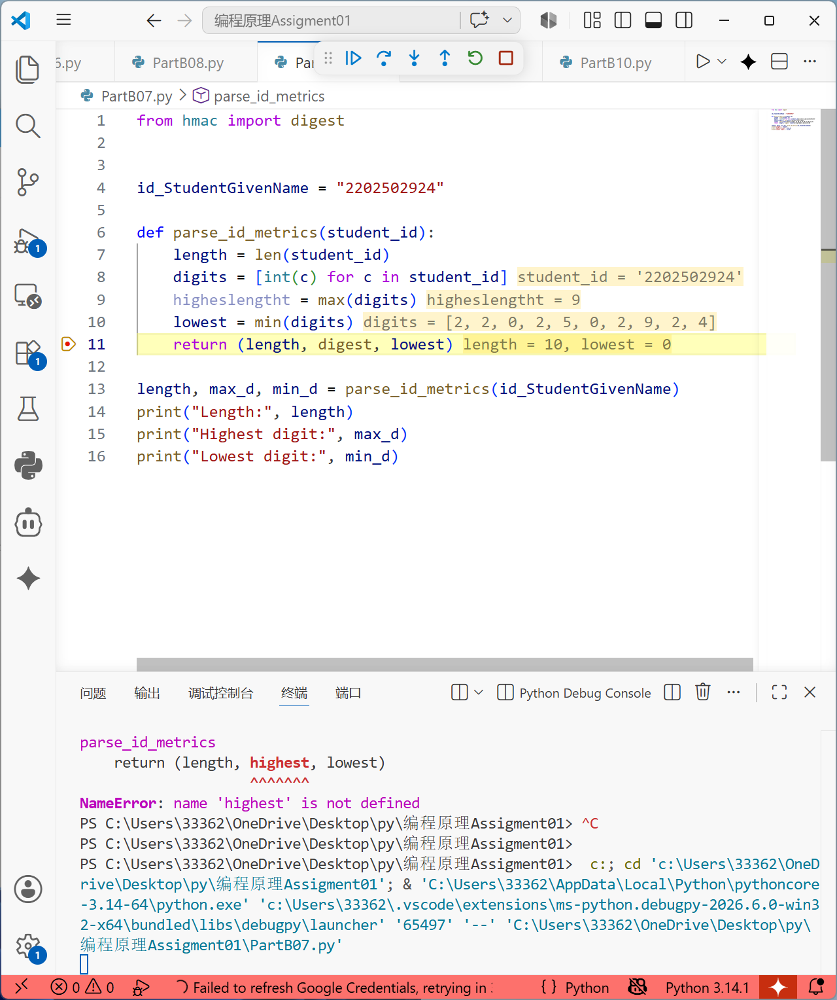 编程原理Assigment01
6.py
PartB08.py
Pa
PartB10.py
PartB07.py
parse_id_metrics
1 from hmac import digest
2
3
4 id_StudentGivenName = "2202502924"
5
6 def parse_id_metrics(student_id):
7 length = len(student_id)
8 digits = [int(c) for c in student_id] student_id = '2202502924'
9 higheslengtht = max(digits) higheslengtht = 9
10 lowest = min(digits) digits = [2, 2, 0, 2, 5, 0, 2, 9, 2, 4]
11 return (length, digest, lowest) length = 10, lowest = 0
12
13 length, max_d, min_d = parse_id_metrics(id_StudentGivenName)
14 print("Length:", length)
15 print("Highest digit:", max_d)
16 print("Lowest digit:", min_d)
1
1
1
问题 输出 调试控制台 终端 端口 Python Debug Console
parse_id_metrics
return (length, highest, lowest)
^^^^^^^
NameError: name 'highest' is not defined
PS C:\Users\33362\OneDrive\Desktop\py\编程原理Assigment01> ^C
PS C:\Users\33362\OneDrive\Desktop\py\编程原理Assigment01>
PS C:\Users\33362\OneDrive\Desktop\py\编程原理Assigment01> c:; cd 'c:\Users\33362\OneD
rive\Desktop\py\编程原理Assigment01'; & 'C:\Users\33362\AppData\Local\Python\pythoncore
-3.14-64\python.exe' 'c:\Users\33362\.vscode\extensions\ms-python.debugpy-2026.6.0-win3
2-x64\bundled\libs\debugpy\launcher' '65497' '--' 'C:\Users\33362\OneDrive\Desktop\py\
编程原理Assigment01\PartB07.py'
0 0 Failed to refresh Google Credentials, retrying in { } Python Python 3.14.1